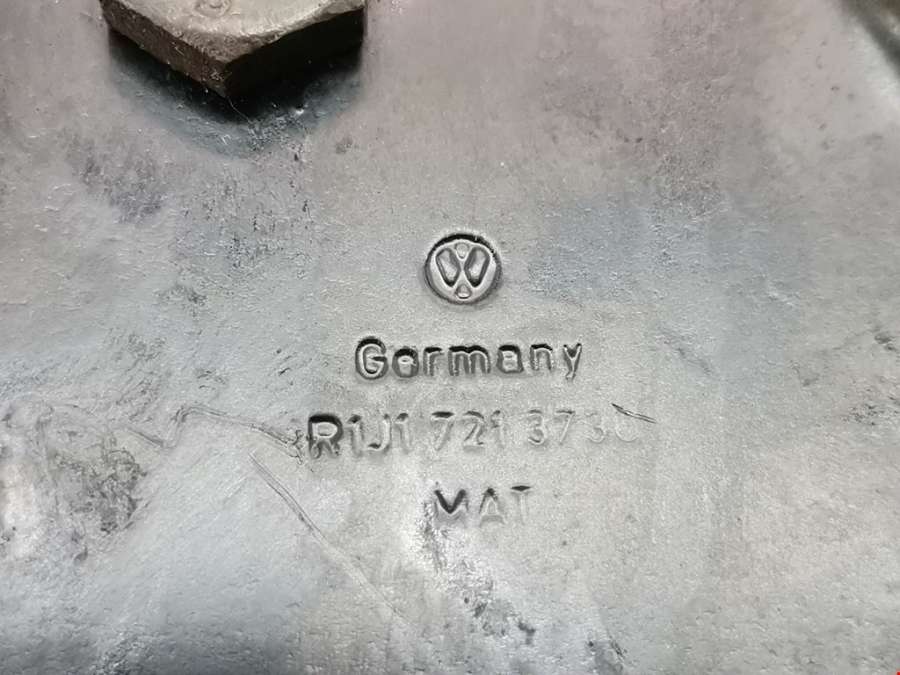 Germany
R1J1 721 373
MAT